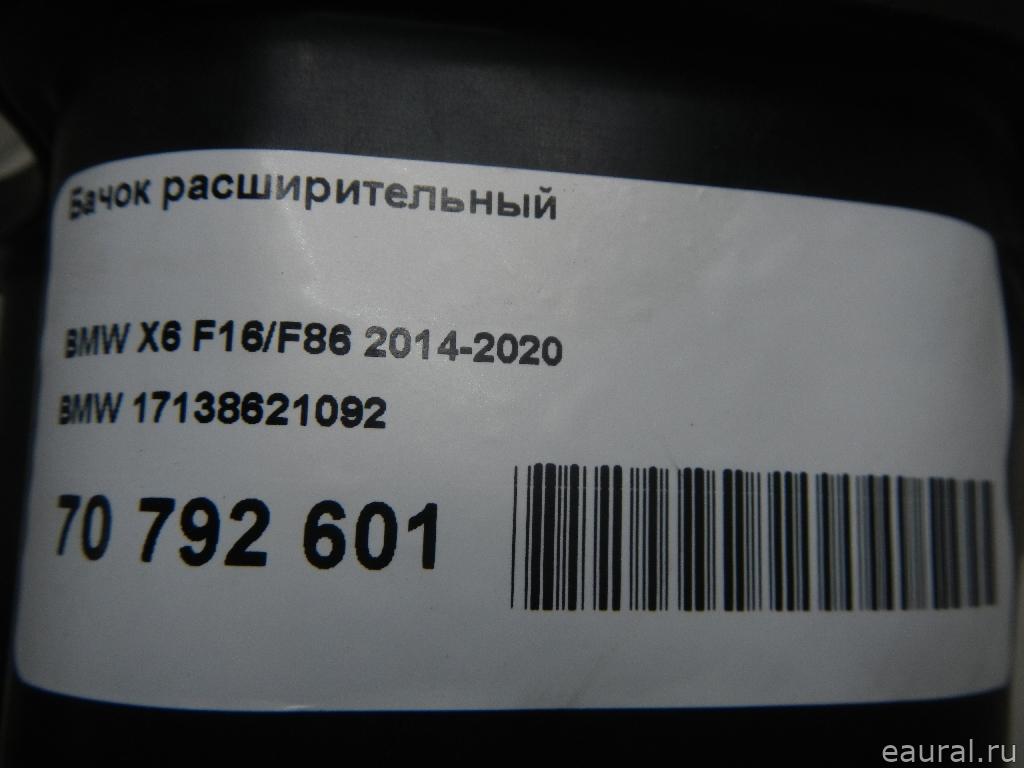 Бачок расширительный
BMW X6 F16/F86 2014-2020
BMW 17138621092
70 792 601
eaural.ru